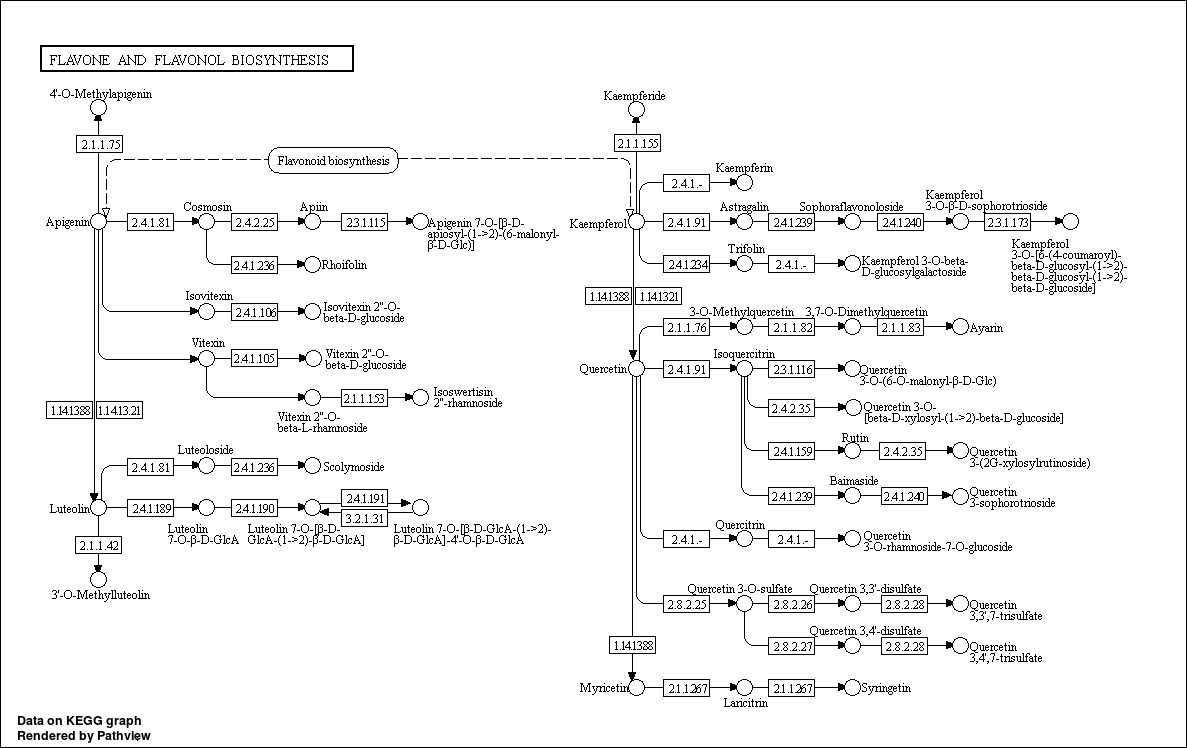 FLAVONE AND FLAVONOL BIOSYNTHESIS
4'-O-Methylapigenin
2.1.1.75
Flavonoid biosynthesis
Apigenin
2.4.1.81
Cosmosin
2.4.2.25
Apiin
2.3.1.115
Apigenin 7-O-[β-D-
apiosyl-(1->2)-(6-malonyl-
β-D-Glc)]
2.4.1.236
Rhoifolin
Isovitexin
2.4.1.106
Isovitexin 2"-O-
beta-D-glucoside
Vitexin
2.4.1.105
Vitexin 2"-O-
beta-D-glucoside
2.1.1.153
Vitexin 2"-O-
beta-L-rhamnoside
Isoswertisin
2"-rhamnoside
1.14.13.88
1.14.13.21
Luteoloside
2.4.1.81
2.4.1.236
Scolymoside
Luteolin
2.4.1.189
Luteolin
7-O-β-D-GlcA
2.4.1.190
Luteolin 7-O-[β-D-
GlcA-(1->2)-β-D-GlcA]
2.4.1.191
3.2.1.31
Luteolin 7-O-[β-D-GlcA-(1->2)-
β-D-GlcA]-4'-O-β-D-GlcA
2.1.1.42
3'-O-Methylluteolin
Kaempferide
2.1.1.155
Kaempferin
2.4.1.-
Kaempferol
2.4.1.91
Astragalin
2.4.1.239
Sophoraflavonoloside
2.4.1.240
Kaempferol
3-O-β-D-sophorotrioside
2.3.1.173
Kaempferol
3-O-[6-(4-coumaroyl)-
beta-D-glucosyl-(1->2)-
beta-D-glucosyl-(1->2)-
beta-D-glucoside]
2.4.1.234
Trifolin
2.4.1.-
Kaempferol 3-O-beta-
D-glucosylgalactoside
1.14.13.88
1.14.13.21
3-O-Methylquercetin
3,7-O-Dimethylquercetin
2.1.1.76
2.1.1.82
2.1.1.83
Ayarin
Quercetin
2.4.1.91
Isoquercitrin
2.3.1.116
Quercetin
3-O-(6-O-malonyl-β-D-Glc)
2.4.2.35
Quercetin 3-O-
[beta-D-xylosyl-(1->2)-beta-D-glucoside]
2.4.1.159
Rutin
2.4.2.35
Quercetin
3-(2G-xylosylrutinoside)
Baimaside
2.4.1.239
2.4.1.240
Quercetin
3-sophorotrioside
Quercitrin
2.4.1.-
2.4.1.-
Quercetin
3-O-rhamnoside-7-O-glucoside
Quercetin 3-O-sulfate
Quercetin 3,3'-disulfate
2.8.2.25
2.8.2.26
2.8.2.28
Quercetin
3,3',7-trisulfate
Quercetin 3,4'-disulfate
2.8.2.27
2.8.2.28
Quercetin
3,4',7-trisulfate
1.14.13.88
Myricetin
2.1.1.267
Laricitrin
2.1.1.267
Syringetin
Data on KEGG graph
Rendered by Pathview